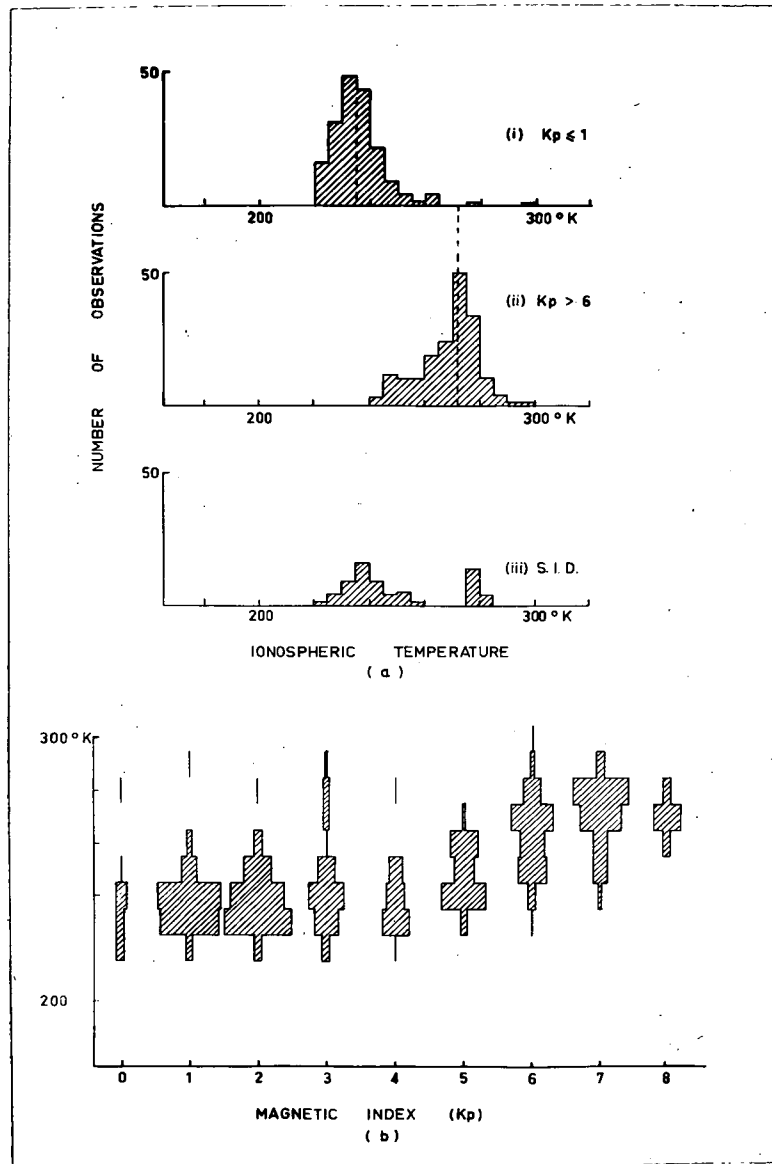 50
(i) Kp ⩽ 1
200 300 °K
50
(ii) Kp > 6
200 300 °K
50
(iii) S. I. D.
200 300 °K
NUMBER OF OBSERVATIONS
IONOSPHERIC TEMPERATURE
( a )
300 °K
200
0 1 2 3 4 5 6 7 8
MAGNETIC INDEX (Kp)
( b )